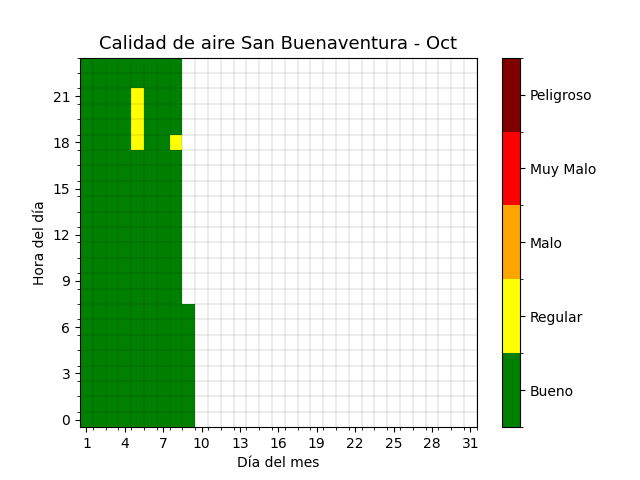 Calidad de aire San Buenaventura - Oct
Hora del día
21
18
15
12
9
6
3
0
1 4 7 10 13 16 19 22 25 28 31
Día del mes
Peligroso
Muy Malo
Malo
Regular
Bueno